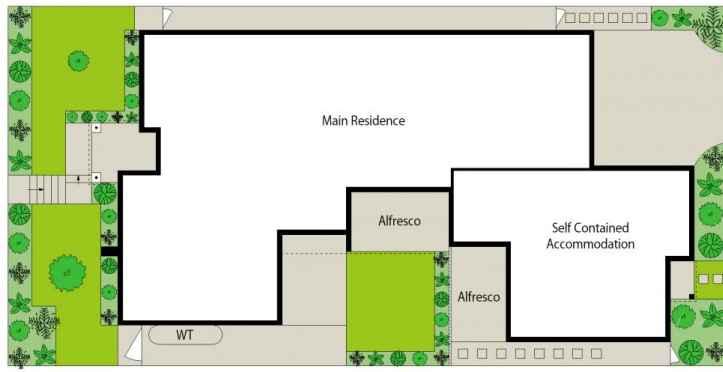 Main Residence
Alfresco
Self Contained
Accommodation
Alfresco
WT